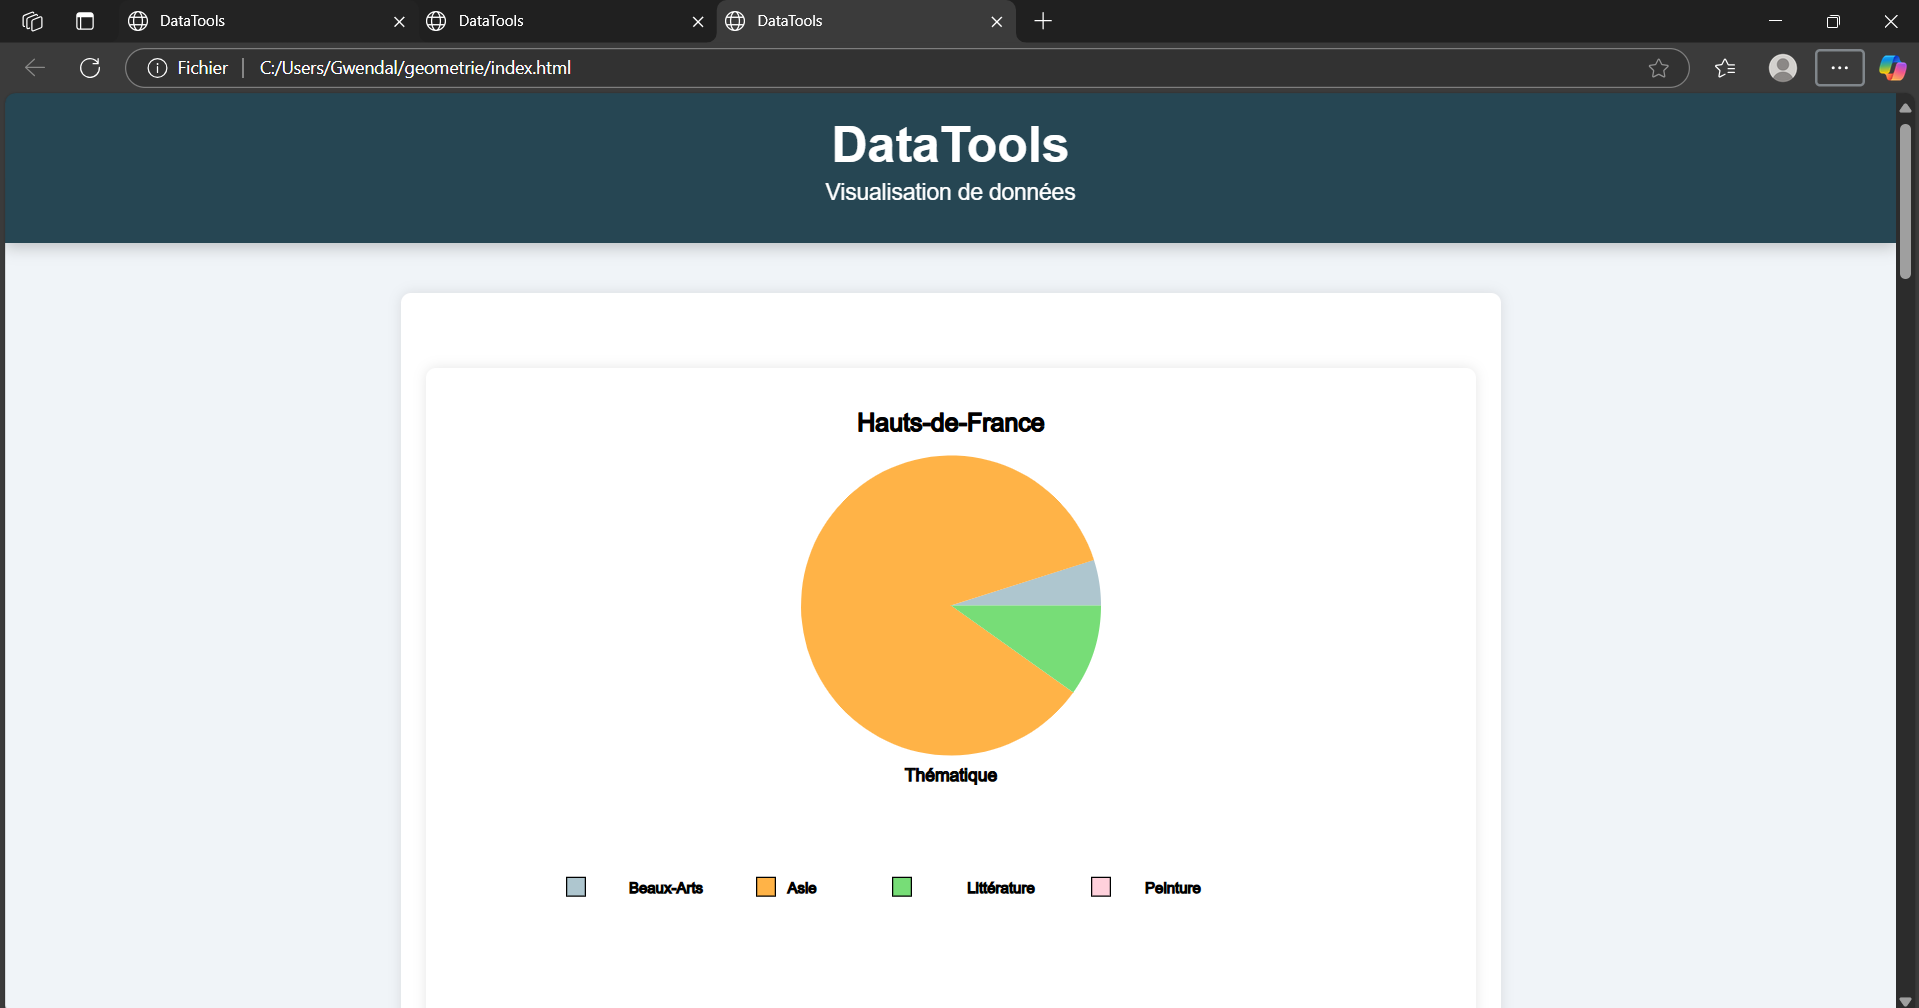 DataTools
DataTools
DataTools
Fichier
C:/Users/Gwendal/geometrie/index.html
DataTools
Visualisation de données
Hauts-de-France
Thématique
Beaux-Arts
Asie
Littérature
Peinture